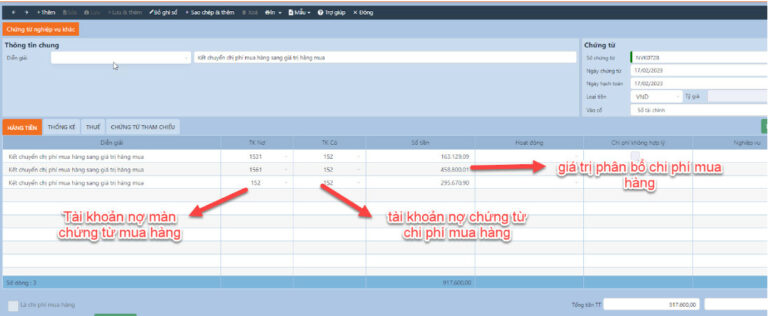 Thêm Sửa Lưu Lưu & thêm Bỏ ghi sổ Sao chép & thêm Xoá In Mẫu Trợ giúp Đóng
Chứng từ nghiệp vụ khác
Thông tin chung
Chứng từ
Diễn giải
Kết chuyển chi phí mua hàng sang giá trị hàng mua
Số chứng từ
NVK0728
Ngày chứng từ
17/02/2023
Ngày hạch toán
17/02/2023
Loại tiền
VND
Tỷ giá
Vào sổ
Sổ tài chính
HÀNG TIỀN THỐNG KÊ THUẾ CHỨNG TỪ THAM CHIẾU
Diễn giải TK Nợ TK Có Số tiền Hoạt động Chi phí không hợp lý Nghiệp vụ
Kết chuyển chi phí mua hàng sang giá trị hàng mua 1531 152 163.129,09
Kết chuyển chi phí mua hàng sang giá trị hàng mua 1561 152 458.800,01
Kết chuyển chi phí mua hàng sang giá trị hàng mua 152 152 295.670,90
giá trị phân bổ chi phí mua
hàng
Tài khoản nợ màn
chứng từ mua hàng
tài khoản nợ chứng từ
chi phí mua hàng
Số dòng : 3
917.600,00
Là chi phí mua hàng
Tổng tiền TT
917.600,00